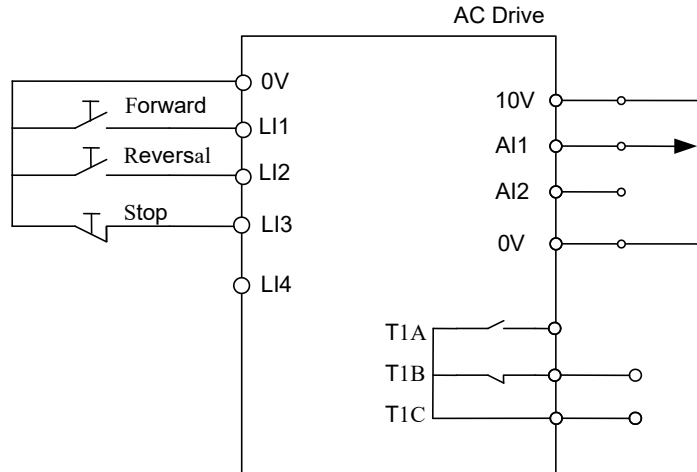 AC Drive
0V
Forward
LI1
Reversal
LI2
Stop
LI3
LI4
10V
AI1
AI2
0V
T1A
T1B
T1C